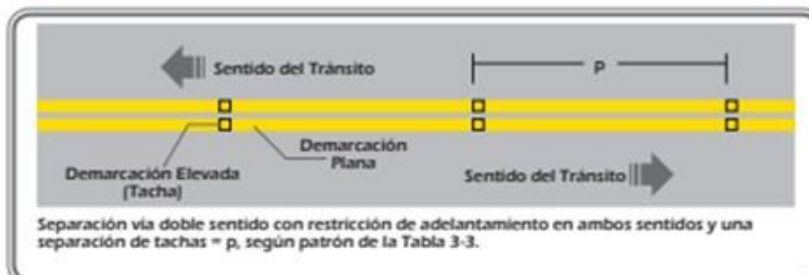 Sentido del Tránsito
p
Demarcación Elevada
(Tacha)
Demarcación
Plana
Sentido del Tránsito
Separación vía doble sentido con restricción de adelantamiento en ambos sentidos y una
separación de tachas = p, según patrón de la Tabla 3-3.